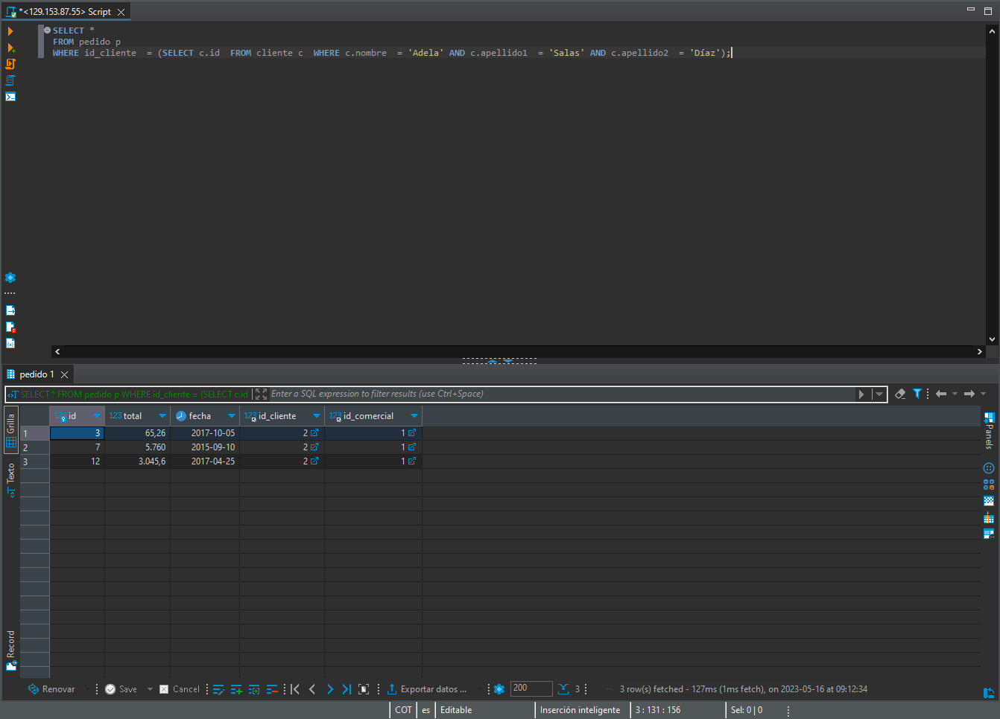 *<129.153.87.55> Script
SELECT *
FROM pedido p
WHERE id_cliente  = (SELECT c.id  FROM cliente c  WHERE c.nombre  = 'Adela' AND c.apellido1  = 'Salas' AND c.apellido2  = 'Díaz');
pedido 1
SELECT * FROM pedido p WHERE id_cliente = (SELECT c.id
Enter a SQL expression to filter results (use Ctrl+Space)
Grilla
Texto
Record
Panels
id 123 total fecha 123 id_cliente 123 id_comercial
1 3 65,26 2017-10-05 2 1
2 7 5.760 2015-09-10 2 1
3 12 3.045,6 2017-04-25 2 1
Renovar Save Cancel Exportar datos ... 200 3 3 row(s) fetched - 127ms (1ms fetch), on 2023-05-16 at 09:12:34
COT es Editable Inserción inteligente 3 : 131 : 156 Sel: 0 | 0